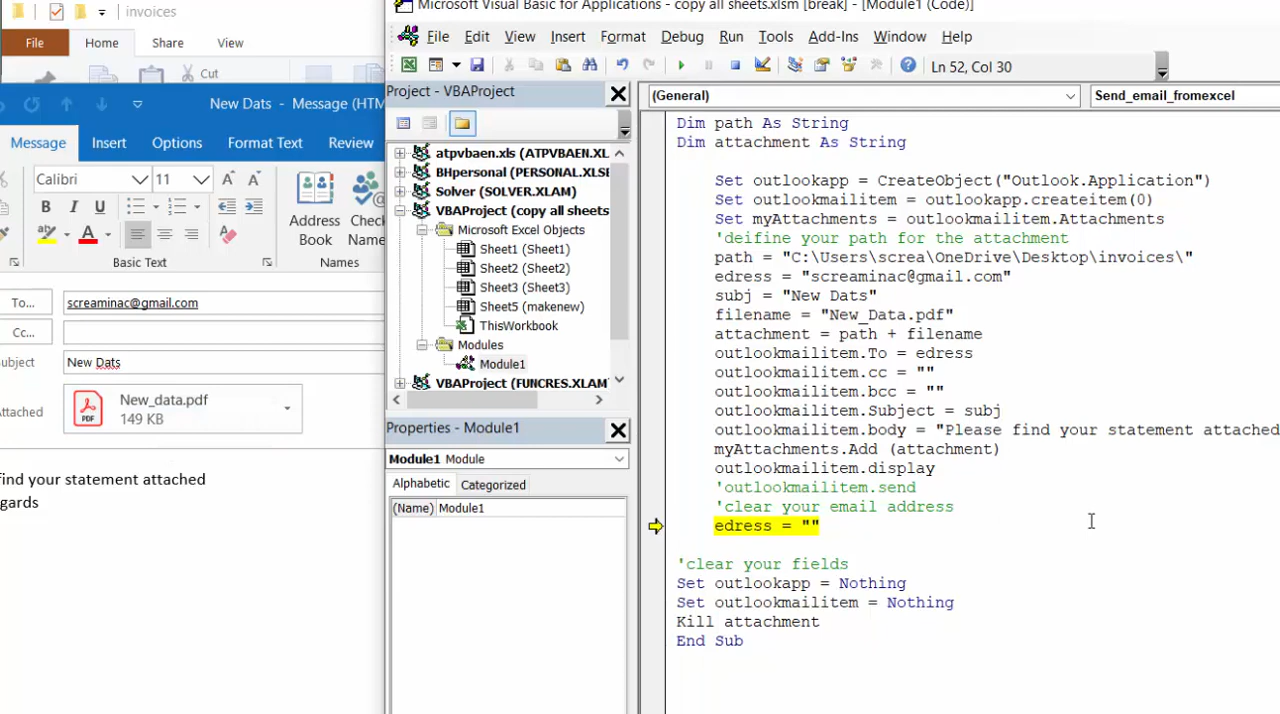 invoices
File Home Share View
Cut
New Dats - Message (HTM
Message Insert Options Format Text Review
Calibri 11
B I U
Address Book
Check Name
Basic Text
Names
To... screaminac@gmail.com
Cc...
ubject New Dats
ttached New_data.pdf
149 KB
PDF
find your statement attached
gards
Microsoft Visual Basic for Applications - copy all sheets.xlsm [break] - [Module1 (Code)]
File Edit View Insert Format Debug Run Tools Add-Ins Window Help
Ln 52, Col 30
Project - VBAProject
atpvbaen.xls (ATPVBAEN.XL
BHpersonal (PERSONAL.XLSE
Solver (SOLVER.XLAM)
VBAProject (copy all sheets
Microsoft Excel Objects
Sheet1 (Sheet1)
Sheet2 (Sheet2)
Sheet3 (Sheet3)
Sheet5 (makenew)
ThisWorkbook
Modules
Module1
VBAProject (FUNCRES.XLAM
Properties - Module1
Module1 Module
Alphabetic Categorized
(Name) Module1
(General) Send_email_fromexcel
Dim path As String
Dim attachment As String
Set outlookapp = CreateObject("Outlook.Application")
Set outlookmailitem = outlookapp.createitem(0)
Set myAttachments = outlookmailitem.Attachments
'deifine your path for the attachment
path = "C:\Users\screa\OneDrive\Desktop\invoices\"
edress = "screaminac@gmail.com"
subj = "New Dats"
filename = "New_Data.pdf"
attachment = path + filename
outlookmailitem.To = edress
outlookmailitem.cc = ""
outlookmailitem.bcc = ""
outlookmailitem.Subject = subj
outlookmailitem.body = "Please find your statement attached
myAttachments.Add (attachment)
outlookmailitem.display
'outlookmailitem.send
'clear your email address
edress = ""
'clear your fields
Set outlookapp = Nothing
Set outlookmailitem = Nothing
Kill attachment
End Sub